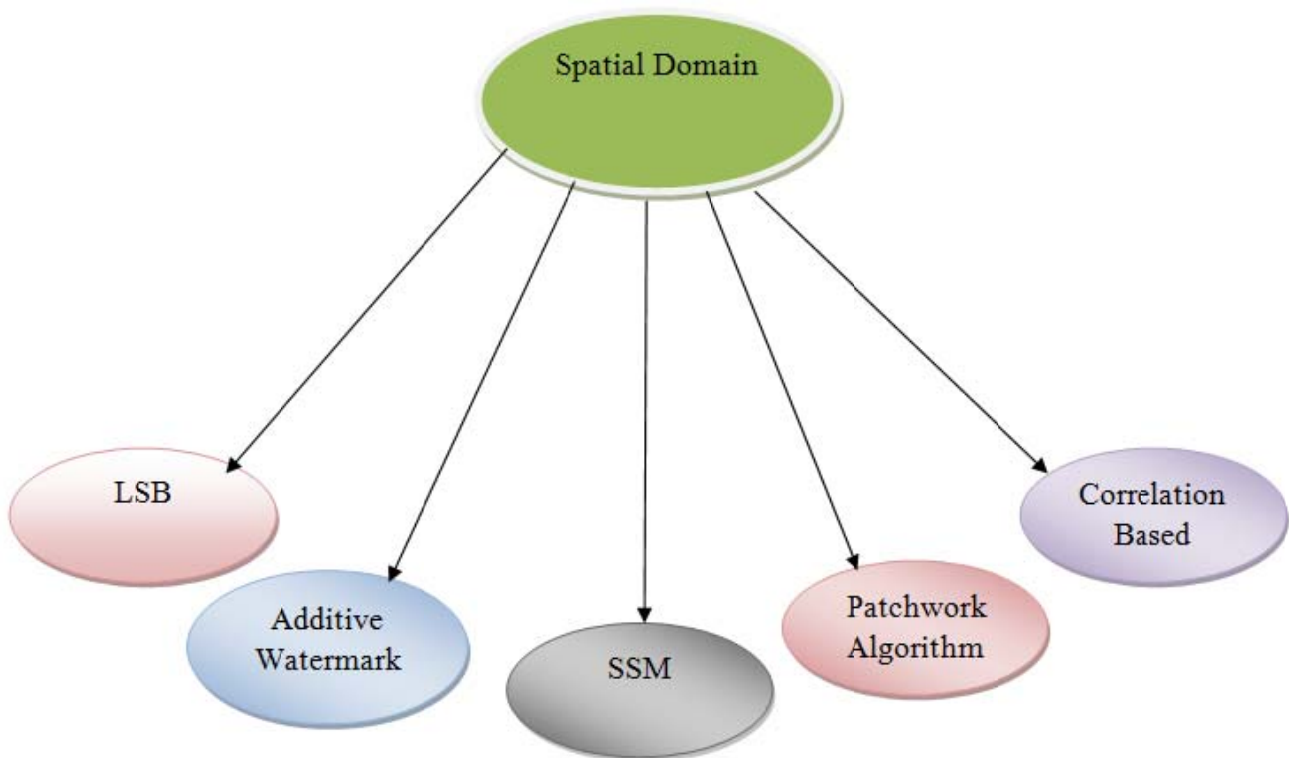 Spatial Domain
LSB
Additive
Watermark
SSM
Patchwork
Algorithm
Correlation
Based